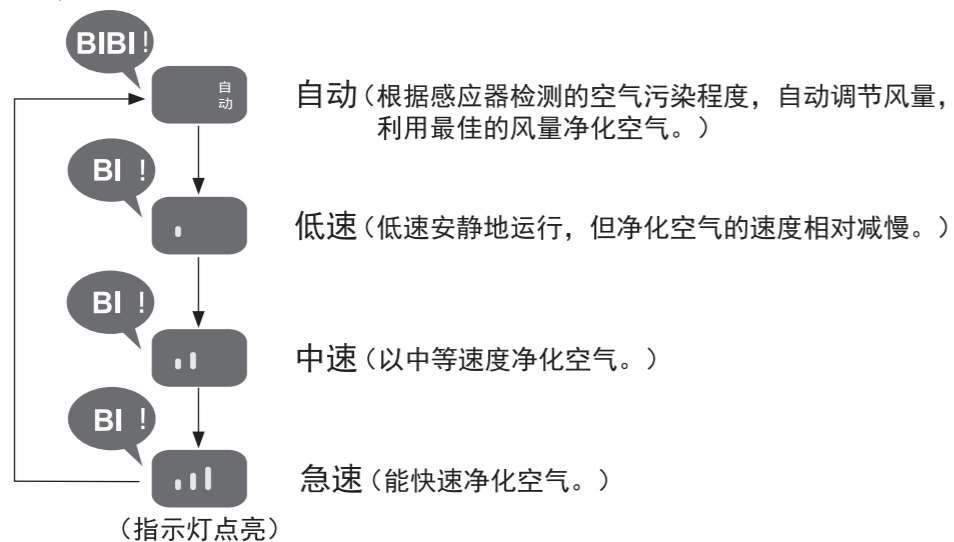 BIBI!
自
动
自动（根据感应器检测的空气污染程度，自动调节风量，
利用最佳的风量净化空气。）
BI !
低速（低速安静地运行，但净化空气的速度相对减慢。）
BI !
中速（以中等速度净化空气。）
BI !
急速（能快速净化空气。）
（指示灯点亮）